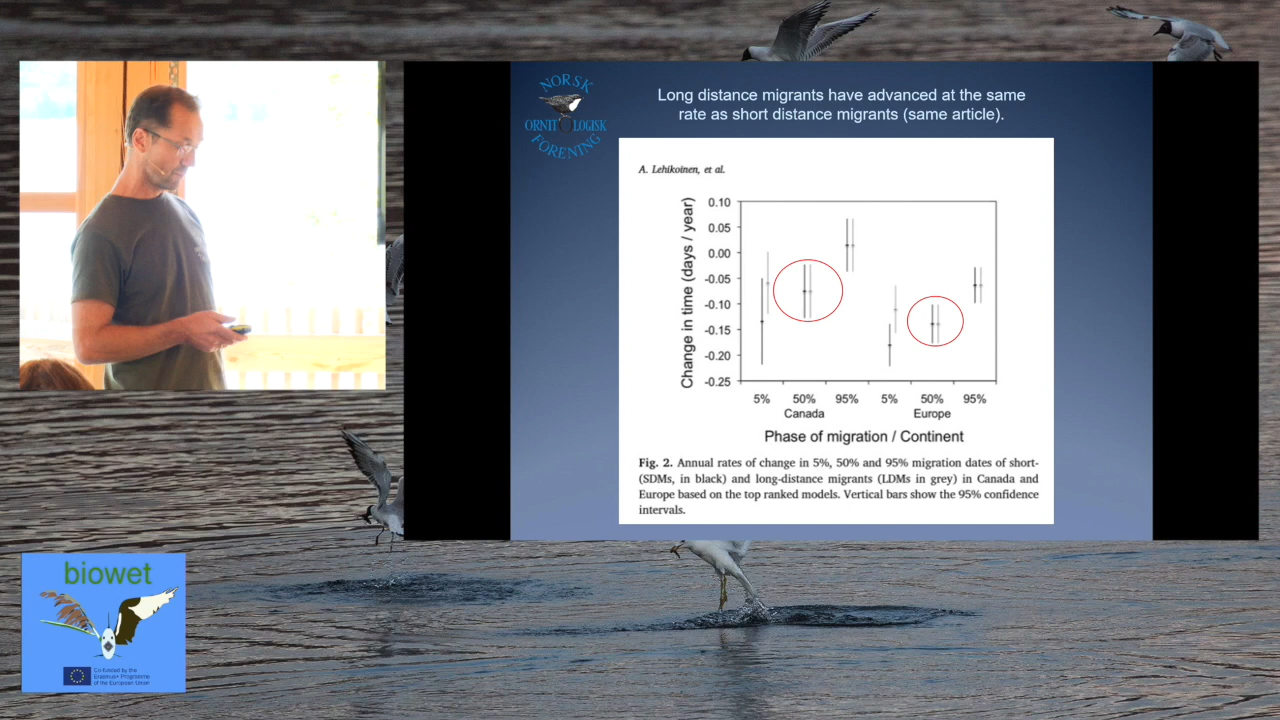 NORSK
ORNITOLOGISK
FORENING
Long distance migrants have advanced at the same
rate as short distance migrants (same article).
A. Lehikoinen, et al.
Change in time (days / year)
0.10
0.05
0.00
-0.05
-0.10
-0.15
-0.20
-0.25
5% 50% 95% 5% 50% 95%
Canada Europe
Phase of migration / Continent
Fig. 2. Annual rates of change in 5%, 50% and 95% migration dates of short-
(SDMs, in black) and long-distance migrants (LDMs in grey) in Canada and
Europe based on the top ranked models. Vertical bars show the 95% confidence
intervals.
biowet
Co-funded by the
Erasmus+ Programme
of the European Union